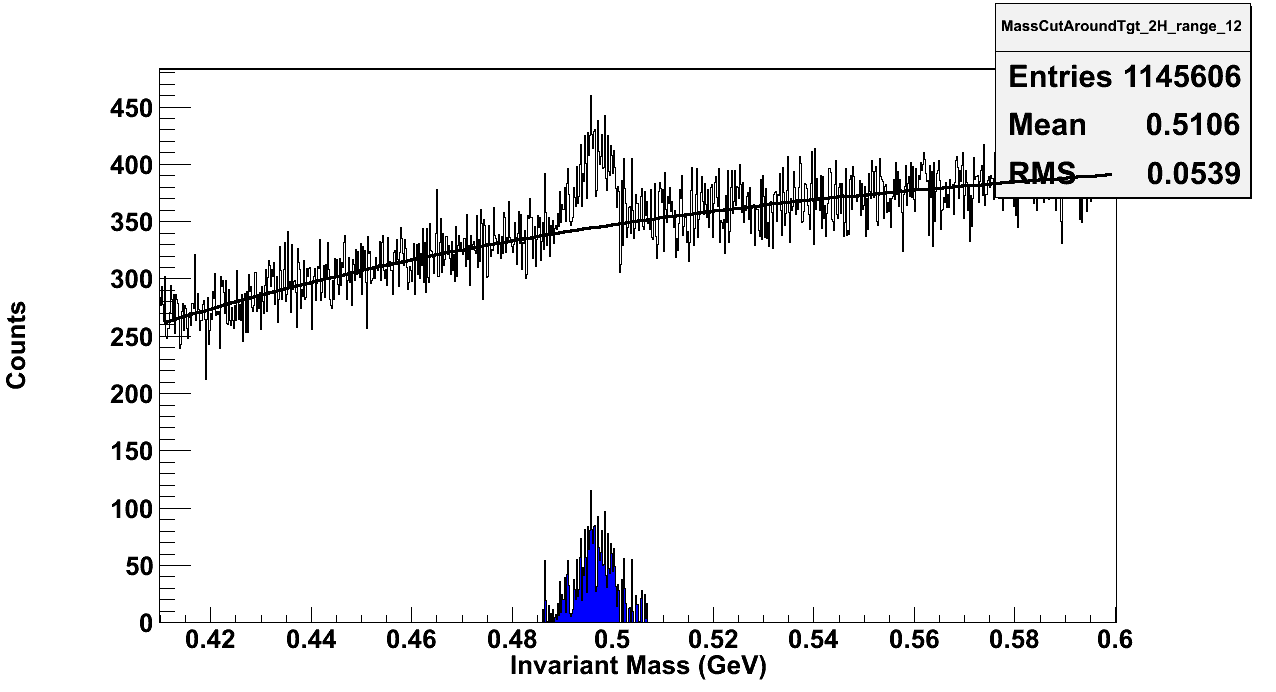 MassCutAroundTgt_2H_range_12
Entries 1145606
Mean 0.5106
RMS 0.0539
450
400
350
300
250
200
150
100
50
0
Counts
0.42 0.44 0.46 0.48 0.5 0.52 0.54 0.56 0.58 0.6
Invariant Mass (GeV)